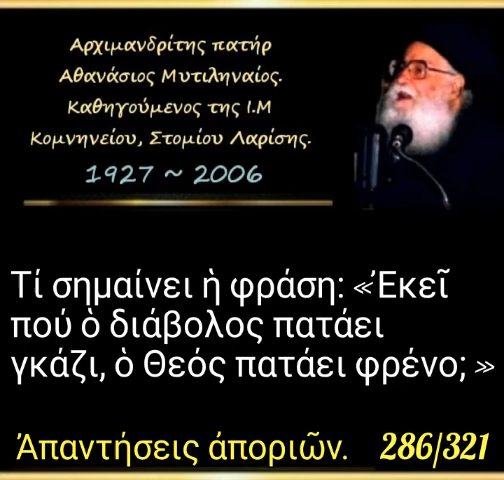 Αρχιμανδρίτης πατήρ
Αθανάσιος Μυτιληναίος.
Καθηγούμενος της Ι.Μ
Κομνηνείου, Στομίου Λαρίσης.
1927 ~ 2006
Τί σημαίνει ἡ φράση: «Ἐκεῖ
πού ὁ διάβολος πατάει
γκάζι, ὁ Θεός πατάει φρένο; »
Ἀπαντήσεις ἀποριῶν. 286/321